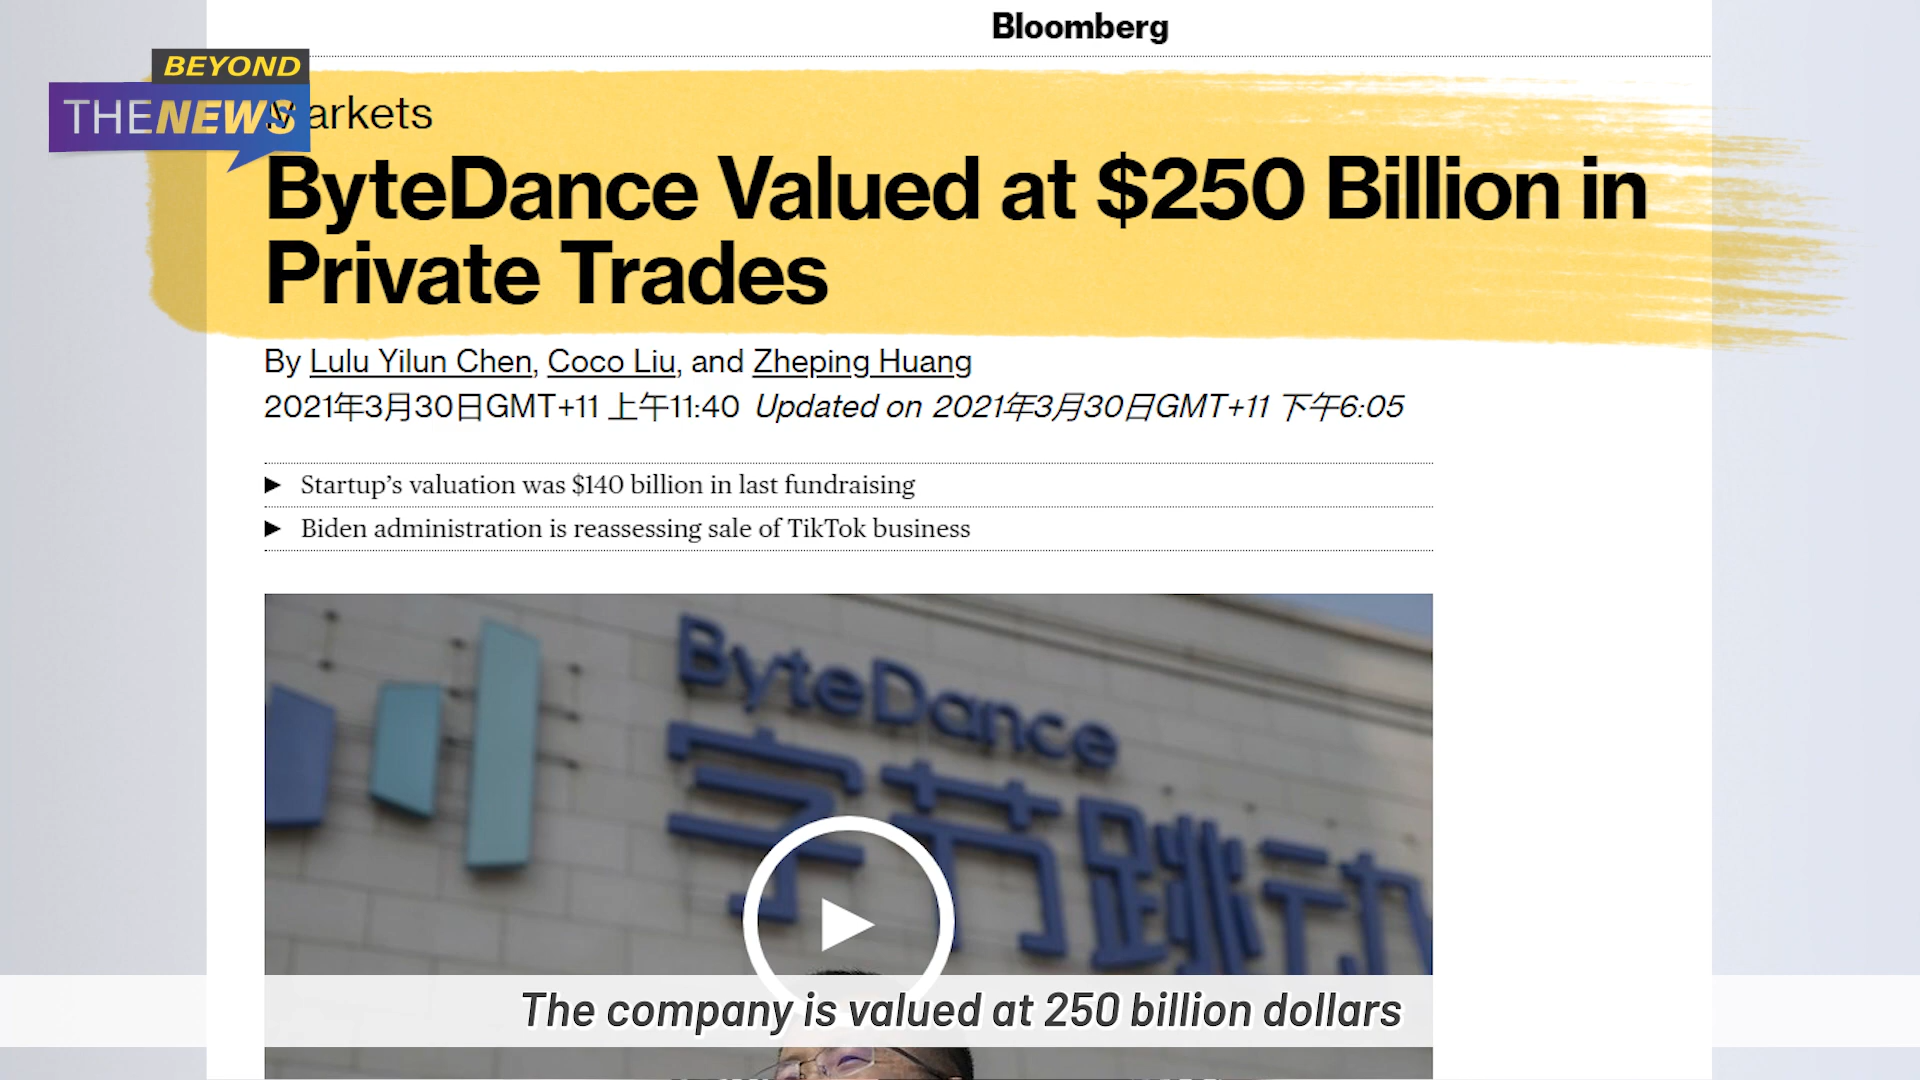 Bloomberg
BEYOND
THE NEWS
Markets
ByteDance Valued at $250 Billion in
Private Trades
By Lulu Yilun Chen, Coco Liu, and Zheping Huang
2021年3月30日GMT+11 上午11:40 Updated on 2021年3月30日GMT+11 下午6:05
Startup’s valuation was $140 billion in last fundraising
Biden administration is reassessing sale of TikTok business
ByteDance
字节跳动
The company is valued at 250 billion dollars